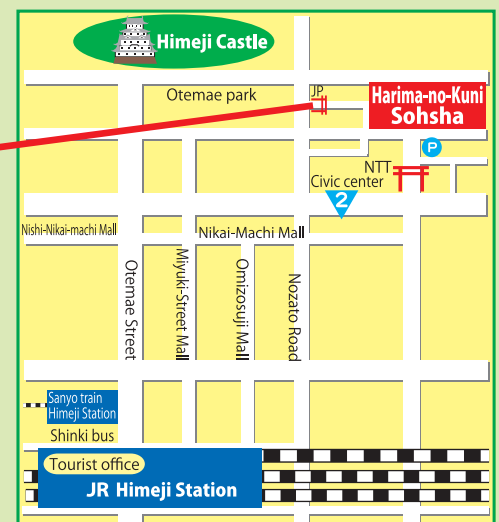 Himeji Castle
Otemae park
JP
Harima-no-Kuni
Sohsha
P
NTT
Civic center
2
Nishi-Nikai-machi Mall
Nikai-Machi Mall
Otemae Street
Miyuki-Street Mall
Omizosuji Mall
Nozato Road
Sanyo train
Himeji Station
Shinki bus
Tourist office
JR Himeji Station